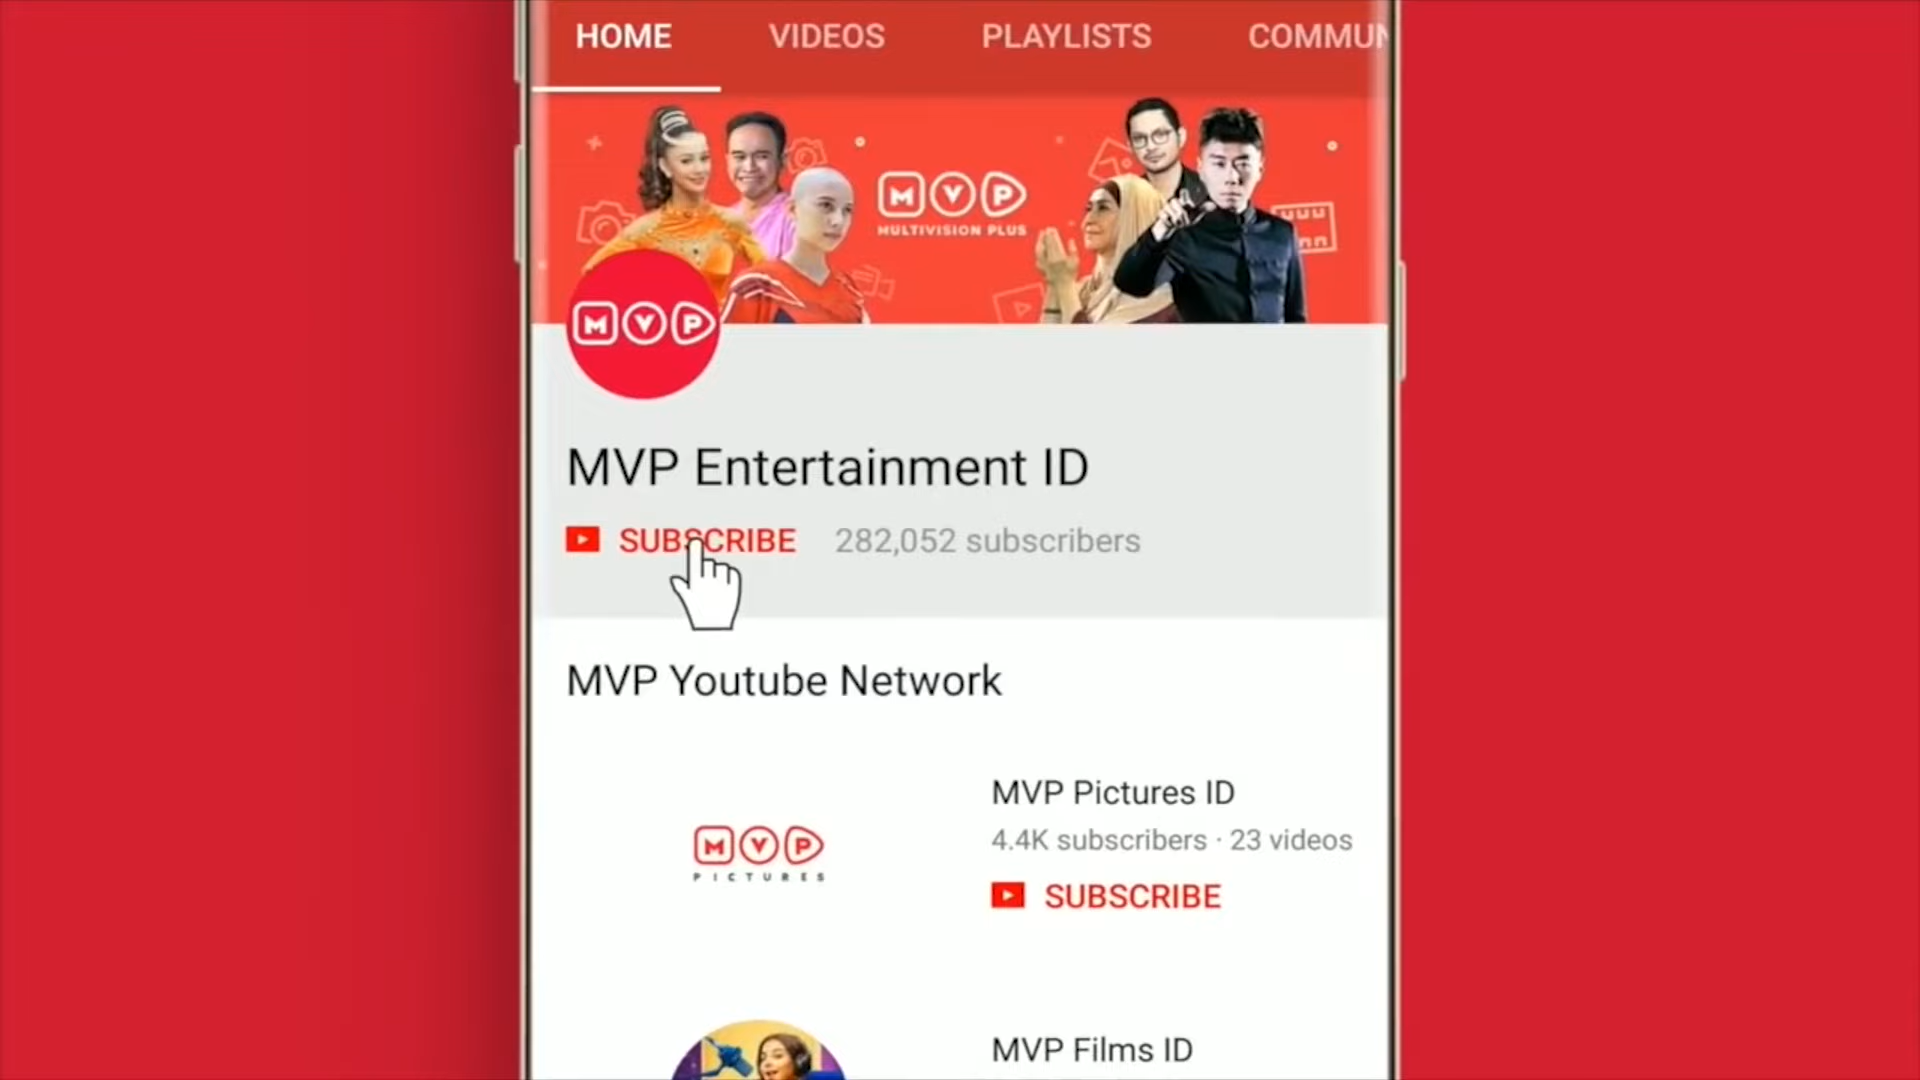 HOME VIDEOS PLAYLISTS COMMUN
MVP
MULTIVISION PLUS
MVP
MVP Entertainment ID
SUBSCRIBE 282,052 subscribers
MVP Youtube Network
MVP Pictures ID
4.4K subscribers · 23 videos
MVP
PICTURES
SUBSCRIBE
MVP Films ID